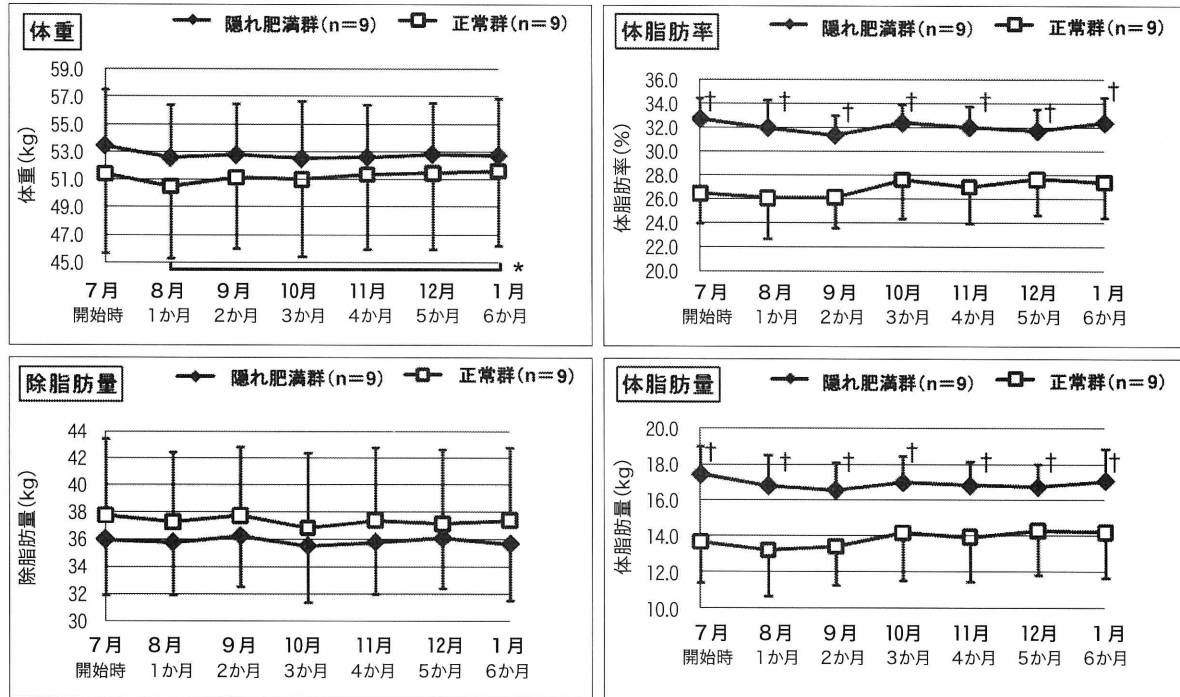 体重
隠れ肥満群(n=9) 正常群(n=9)
体重(kg)
59.0
57.0
55.0
53.0
51.0
49.0
47.0
45.0
*
7月 8月 9月 10月 11月 12月 1月
開始時 1か月 2か月 3か月 4か月 5か月 6か月
体脂肪率
隠れ肥満群(n=9) 正常群(n=9)
体脂肪率(%)
36.0
34.0
32.0
30.0
28.0
26.0
24.0
22.0
20.0
† † † † † † †
7月 8月 9月 10月 11月 12月 1月
開始時 1か月 2か月 3か月 4か月 5か月 6か月
除脂肪量
隠れ肥満群(n=9) 正常群(n=9)
除脂肪量(kg)
44
42
40
38
36
34
32
30
7月 8月 9月 10月 11月 12月 1月
開始時 1か月 2か月 3か月 4か月 5か月 6か月
体脂肪量
隠れ肥満群(n=9) 正常群(n=9)
体脂肪量(kg)
20.0
18.0
16.0
14.0
12.0
10.0
† † † † † † †
7月 8月 9月 10月 11月 12月 1月
開始時 1か月 2か月 3か月 4か月 5か月 6か月